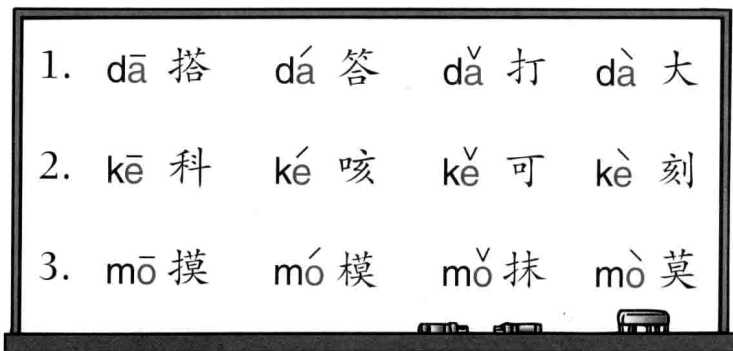 1. dā 搭 dá 答 dǎ 打 dà 大
2. kē 科 ké 咳 kě 可 kè 刻
3. mō 摸 mó 模 mǒ 抹 mò 莫